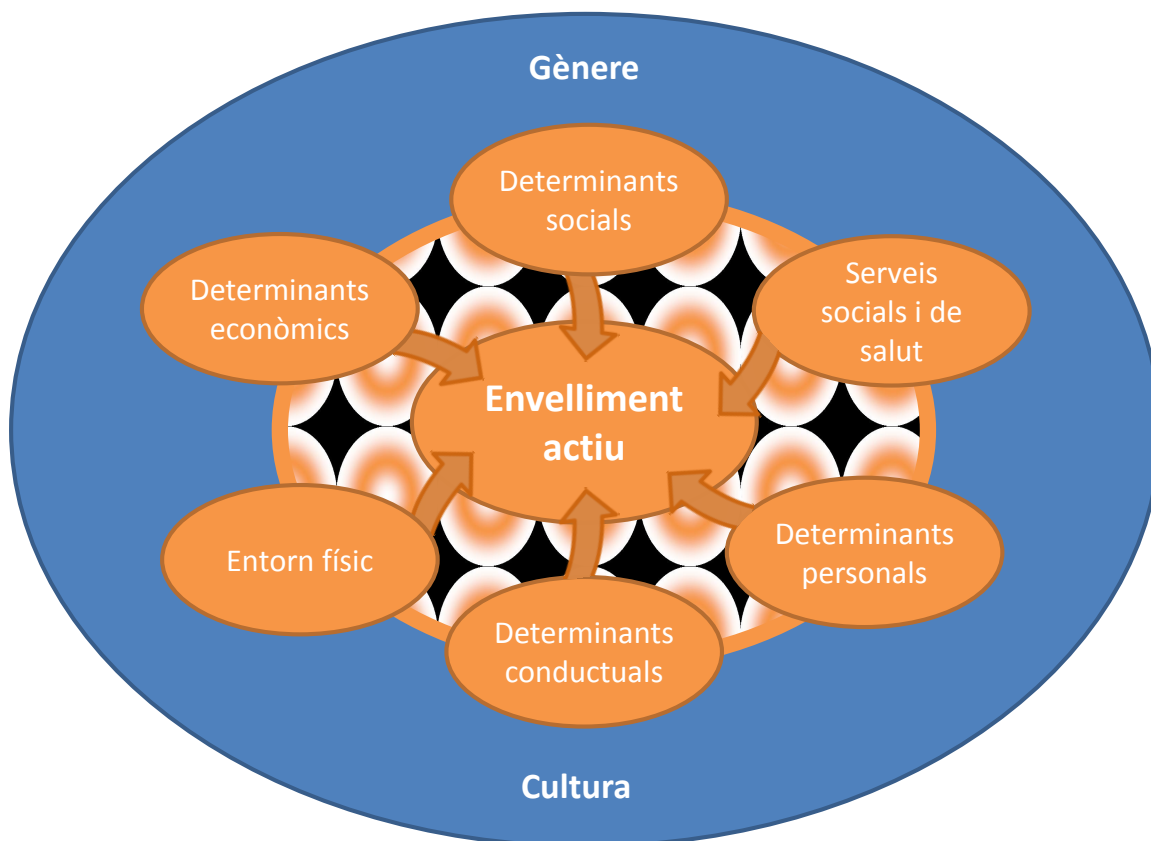 Gènere
Determinants
socials
Determinants
econòmics
Serveis
socials i de
salut
Envelliment
actiu
Entorn físic
Determinants
personals
Determinants
conductuals
Cultura